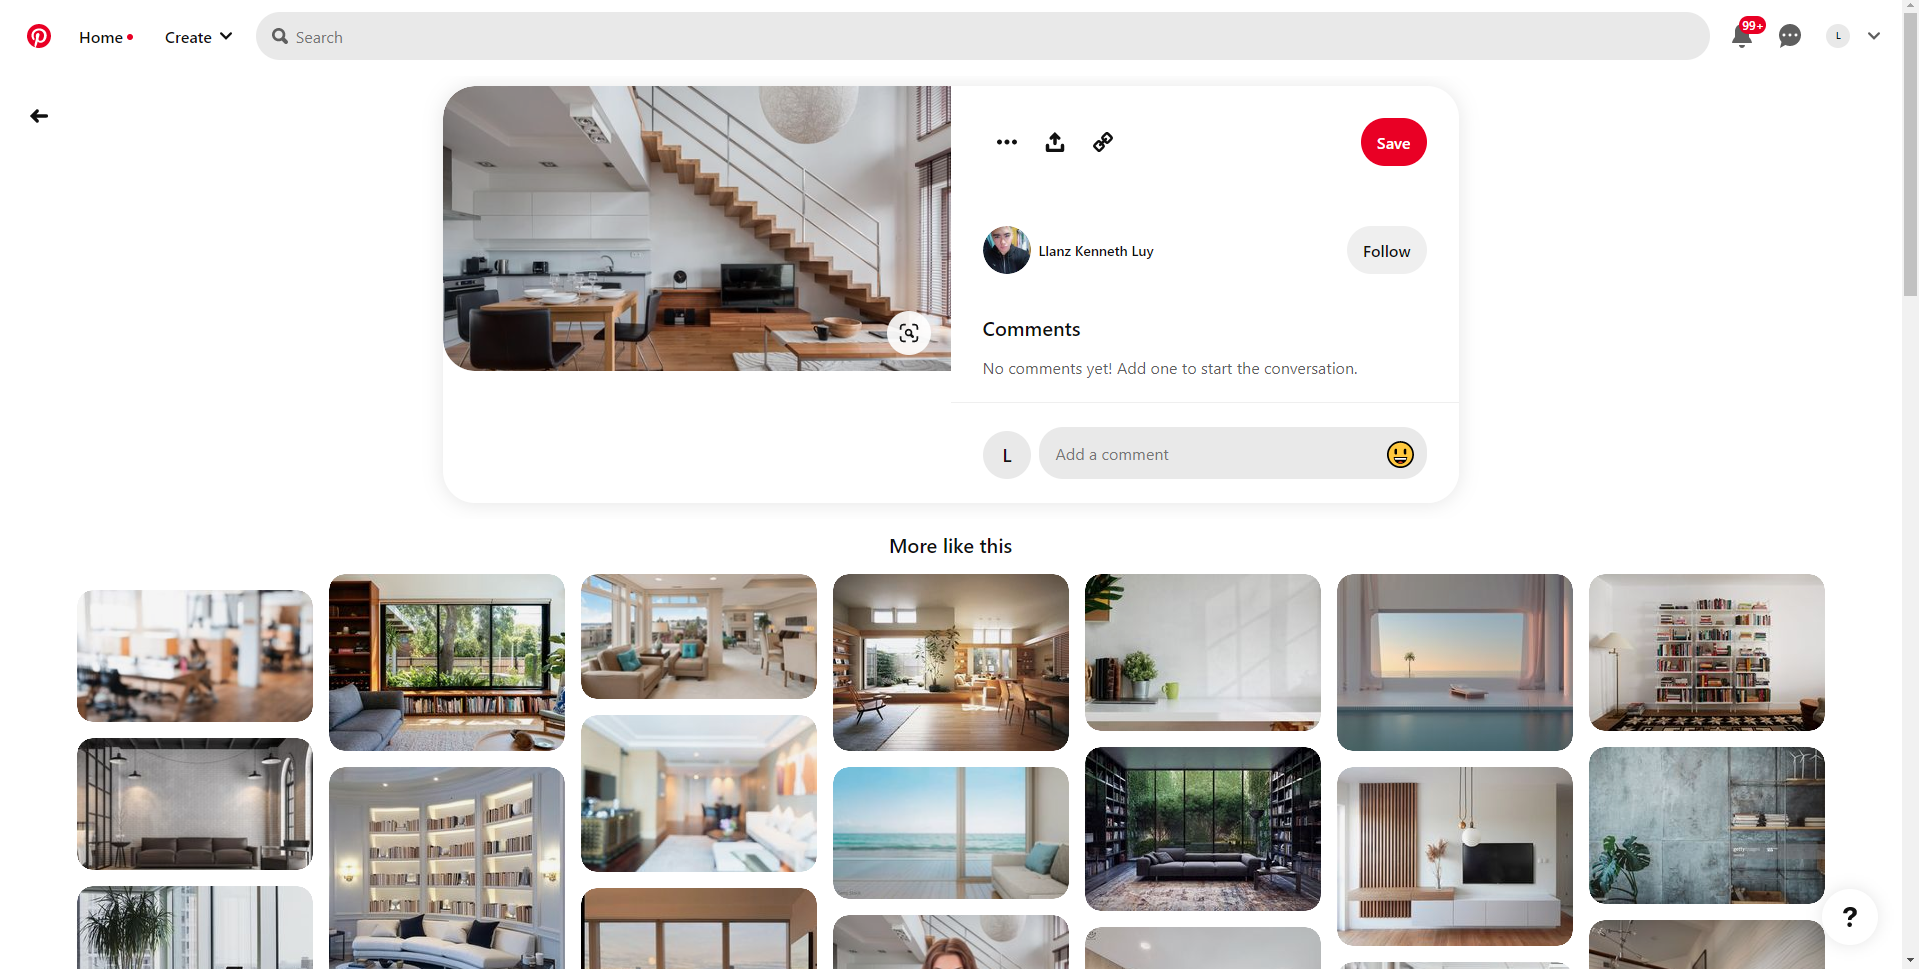 Home
Create
Search
99+
L
Save
Llanz Kenneth Luy
Follow
Comments
No comments yet! Add one to start the conversation.
L
Add a comment
More like this
gettyimages
?